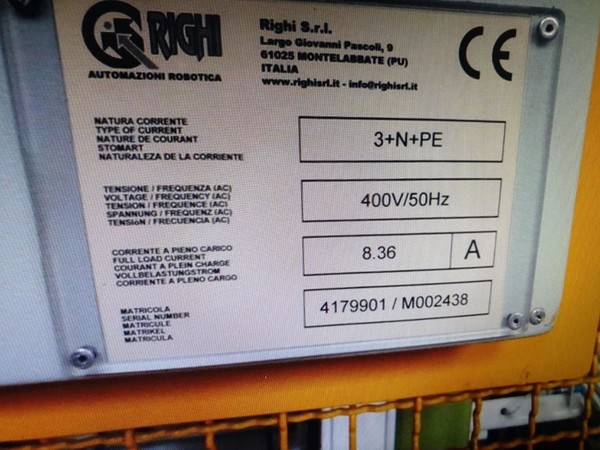 RIGHI
AUTOMAZIONI ROBOTICA
Righi S.r.l.
Largo Giovanni Pascoli, 9
61025 MONTELABBATE (PU)
ITALIA
www.righisrl.it - info@righisrl.it
CE
NATURA CORRENTE
TYPE OF CURRENT
NATURE DE COURANT
STOMART
NATURALEZA DE LA CORRIENTE
3+N+PE
TENSIONE / FREQUENZA (AC)
VOLTAGE / FREQUENCY (AC)
TENSION / FREQUENCE (AC)
SPANNUNG / FREQUENZ (AC)
TENSIóN / FRECUENCIA (AC)
400V/50Hz
CORRENTE A PIENO CARICO
FULL LOAD CURRENT
COURANT A PLEIN CHARGE
VOLLBELASTUNGSTROM
CORRIENTE A PLENO CARGO
8.36 A
MATRICOLA
SERIAL NUMBER
MATRICULE
MATRIKEL
MATRICULA
4179901 / M002438